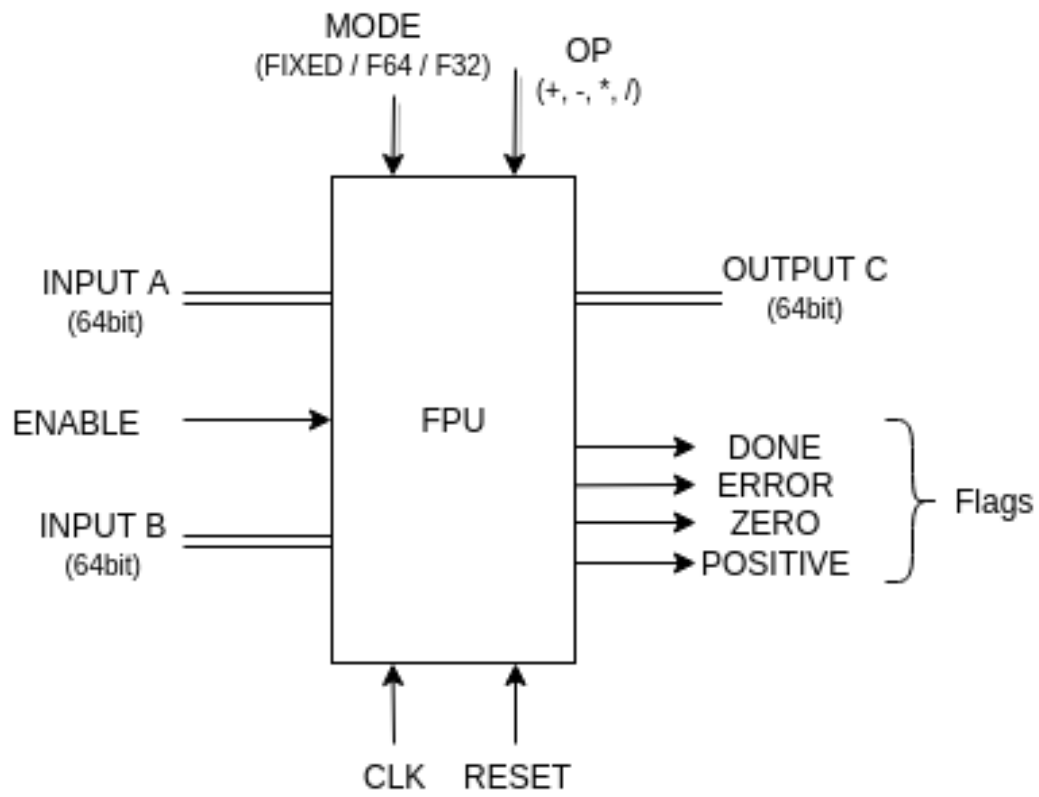 MODE
(FIXED / F64 / F32)
OP
(+, -, *, /)
INPUT A
(64bit)
OUTPUT C
(64bit)
ENABLE
FPU
INPUT B
(64bit)
DONE
ERROR
ZERO
POSITIVE
Flags
CLK
RESET